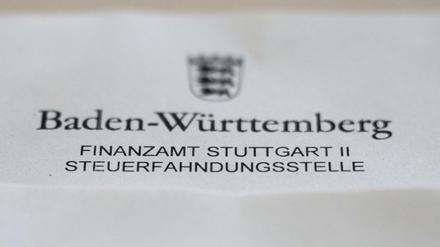 Baden-Württemberg
FINANZAMT STUTTGART II
STEUERFAHNDUNGSSTELLE